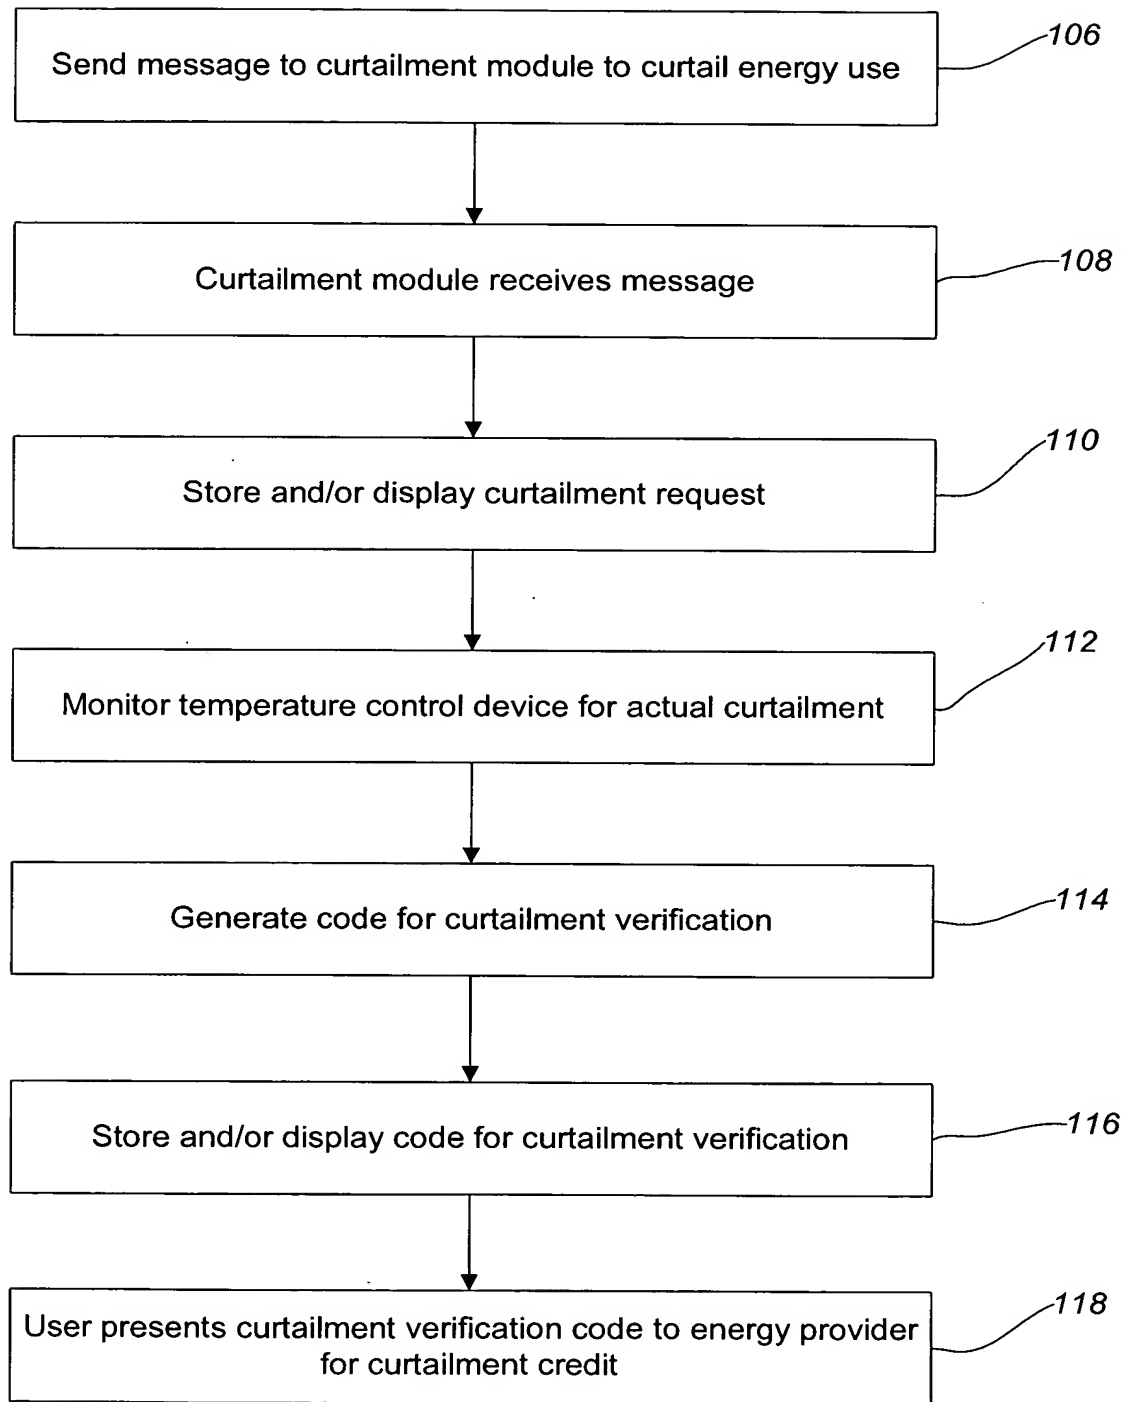 Send message to curtailment module to curtail energy use
106
Curtailment module receives message
108
Store and/or display curtailment request
110
Monitor temperature control device for actual curtailment
112
Generate code for curtailment verification
114
Store and/or display code for curtailment verification
116
User presents curtailment verification code to energy provider
for curtailment credit
118